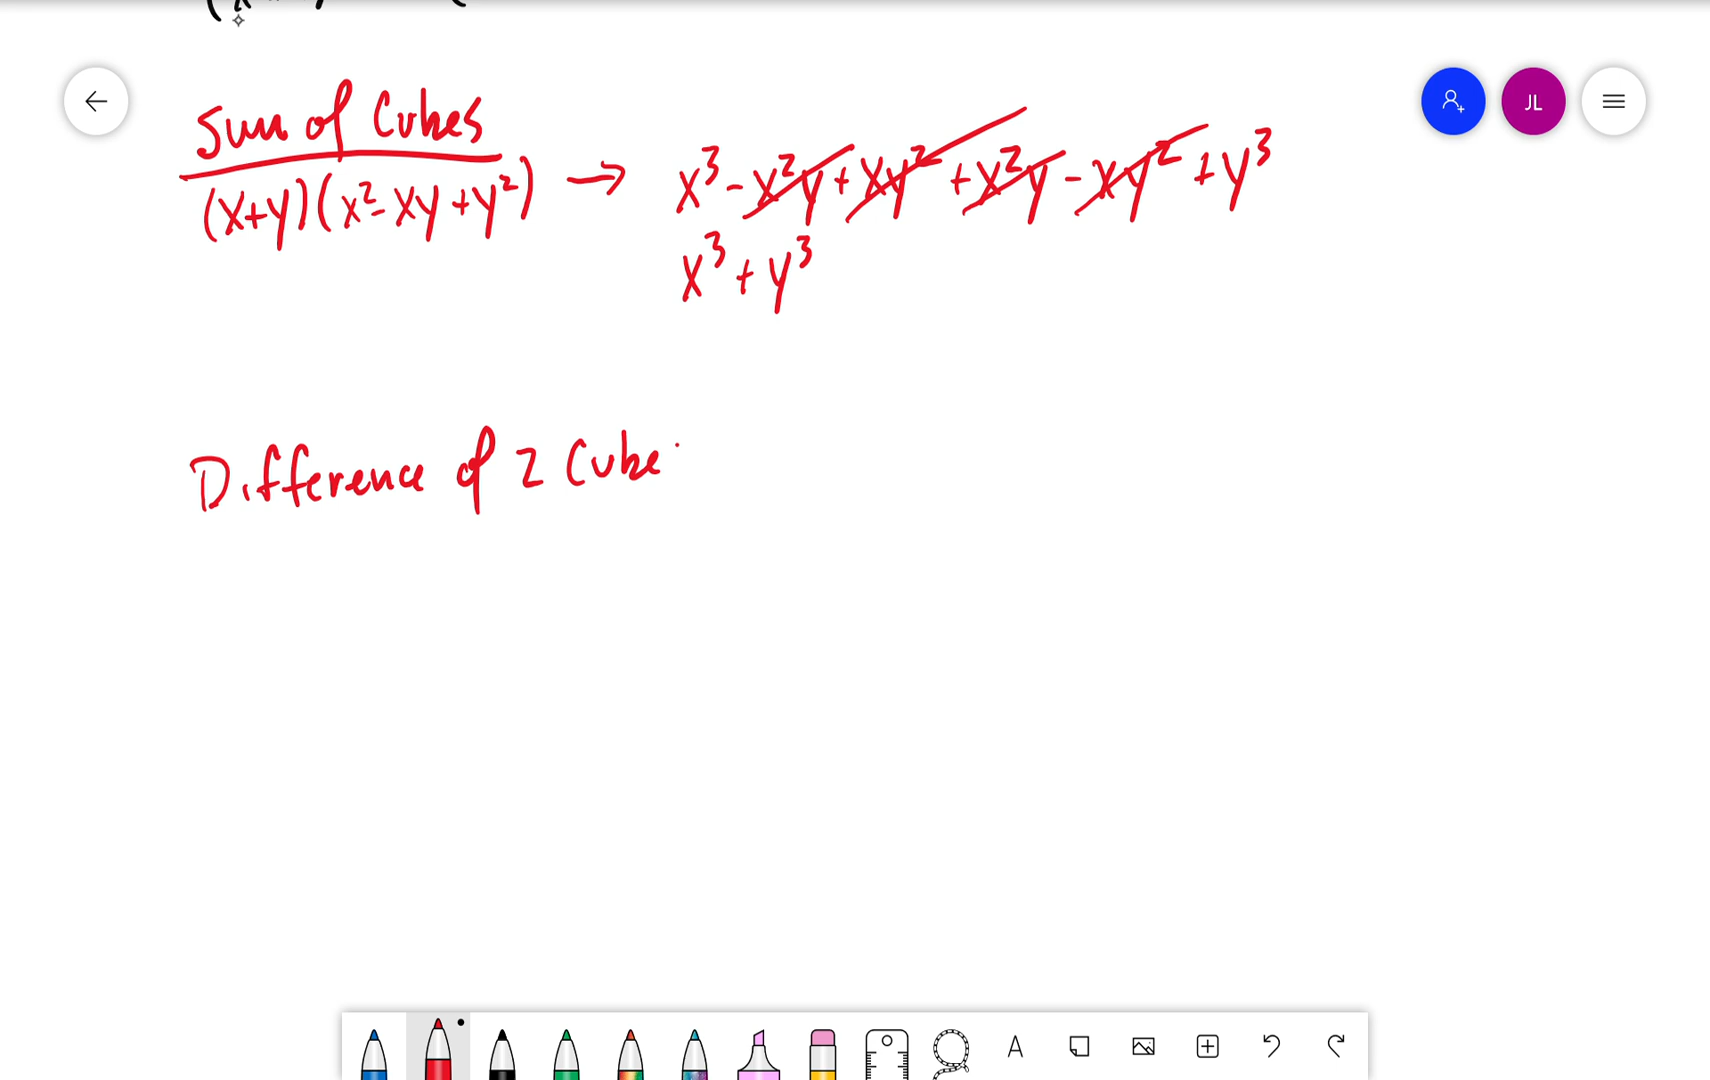 Sum of Cubes
(x+y)(x²-xy+y²) → x³-x²y+xy²+x²y-xy²+y³
x³+y³
Difference of 2 Cube
JL
A